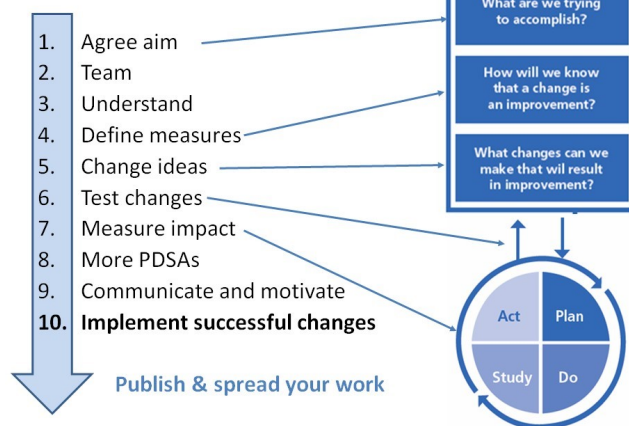 1. Agree aim
2. Team
3. Understand
4. Define measures
5. Change ideas
6. Test changes
7. Measure impact
8. More PDSAs
9. Communicate and motivate
10. Implement successful changes
Publish & spread your work
What are we trying
to accomplish?
How will we know
that a change is
an improvement?
What changes can we
make that wil result
in improvement?
Act
Plan
Study
Do